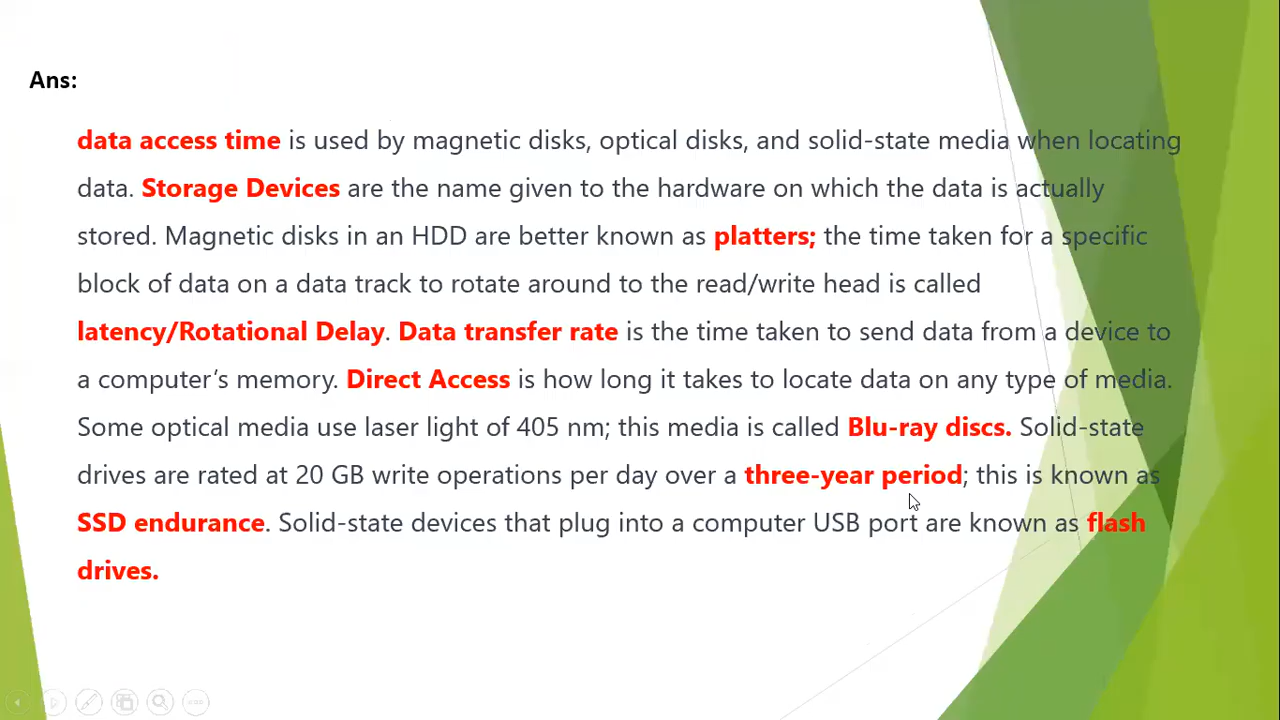 Ans:
data access time is used by magnetic disks, optical disks, and solid-state media when locating
data. Storage Devices are the name given to the hardware on which the data is actually
stored. Magnetic disks in an HDD are better known as platters; the time taken for a specific
block of data on a data track to rotate around to the read/write head is called
latency/Rotational Delay. Data transfer rate is the time taken to send data from a device to
a computer’s memory. Direct Access is how long it takes to locate data on any type of media.
Some optical media use laser light of 405 nm; this media is called Blu-ray discs. Solid-state
drives are rated at 20 GB write operations per day over a three-year period; this is known as
SSD endurance. Solid-state devices that plug into a computer USB port are known as flash
drives.